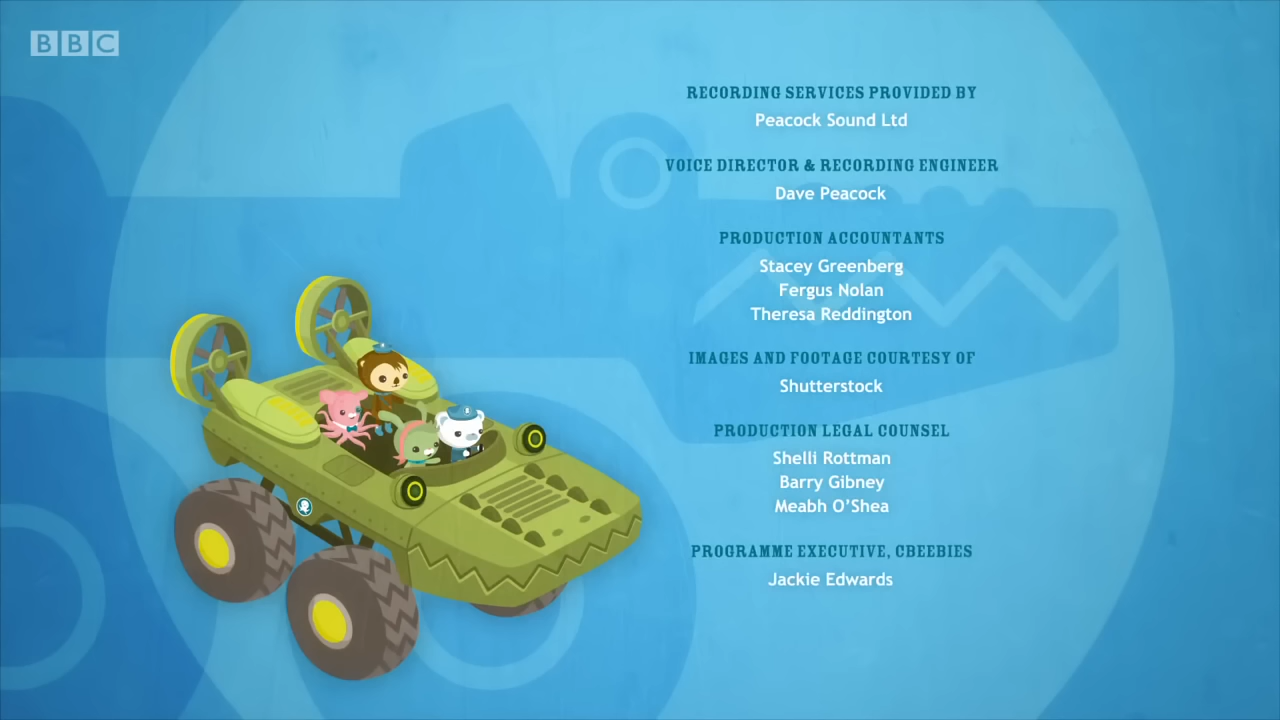 BBC
RECORDING SERVICES PROVIDED BY
Peacock Sound Ltd
VOICE DIRECTOR & RECORDING ENGINEER
Dave Peacock
PRODUCTION ACCOUNTANTS
Stacey Greenberg
Fergus Nolan
Theresa Reddington
IMAGES AND FOOTAGE COURTESY OF
Shutterstock
PRODUCTION LEGAL COUNSEL
Shelli Rottman
Barry Gibney
Meabh O’Shea
PROGRAMME EXECUTIVE, CBEEBIES
Jackie Edwards